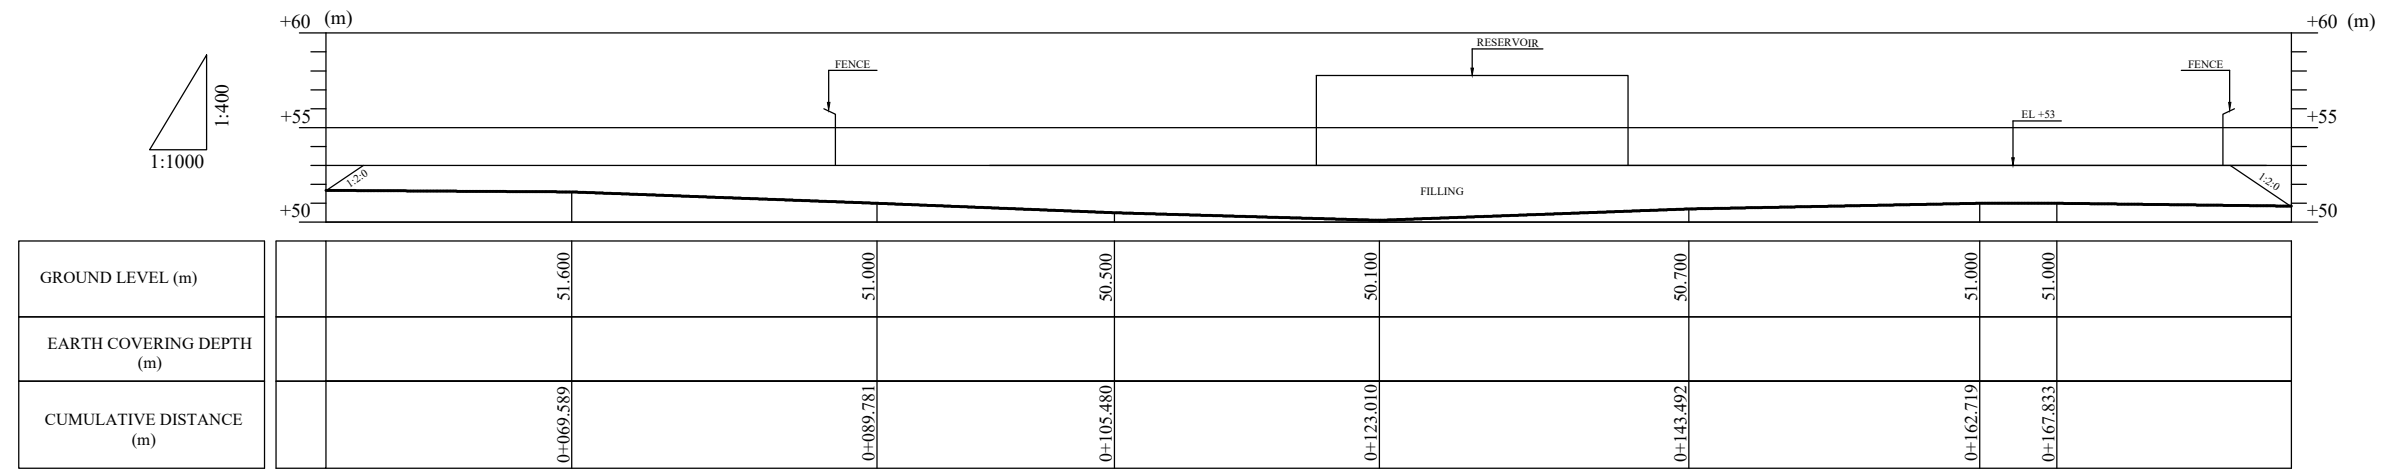 +60 (m)
+60 (m)
RESERVOIR
FENCE
FENCE
1:400
+55
+55
EL +53
1:1000
1:2:0
1:2:0
FILLING
+50
+50
GROUND LEVEL (m)
51.600
51.000
50.500
50.100
50.700
51.000
51.000
EARTH COVERING DEPTH
(m)
CUMULATIVE DISTANCE
(m)
0+069.589
0+089.781
0+105.480
0+123.010
0+143.492
0+162.719
0+167.833